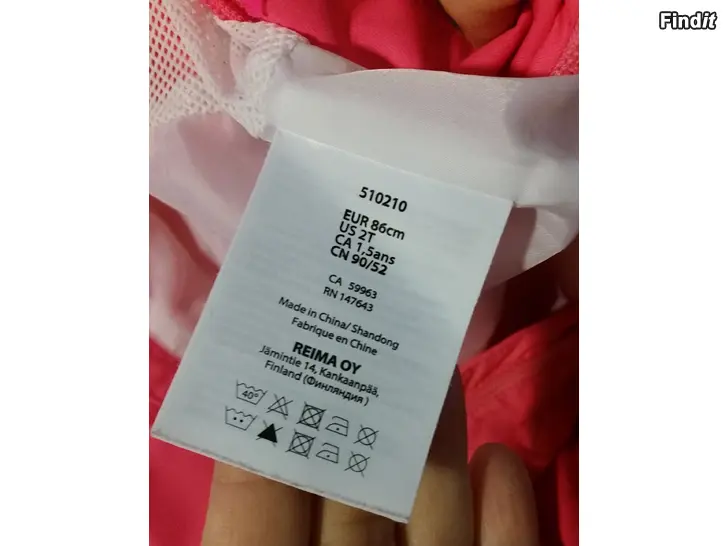 Findit
510210
EUR 86cm
US 2T
CA 1,5ans
CN 90/52
CA 59963
RN 147643
Made in China/ Shandong
Fabrique en Chine
REIMA OY
Jämintie 14, Kankaanpää,
Finland (Финляндия)
40°